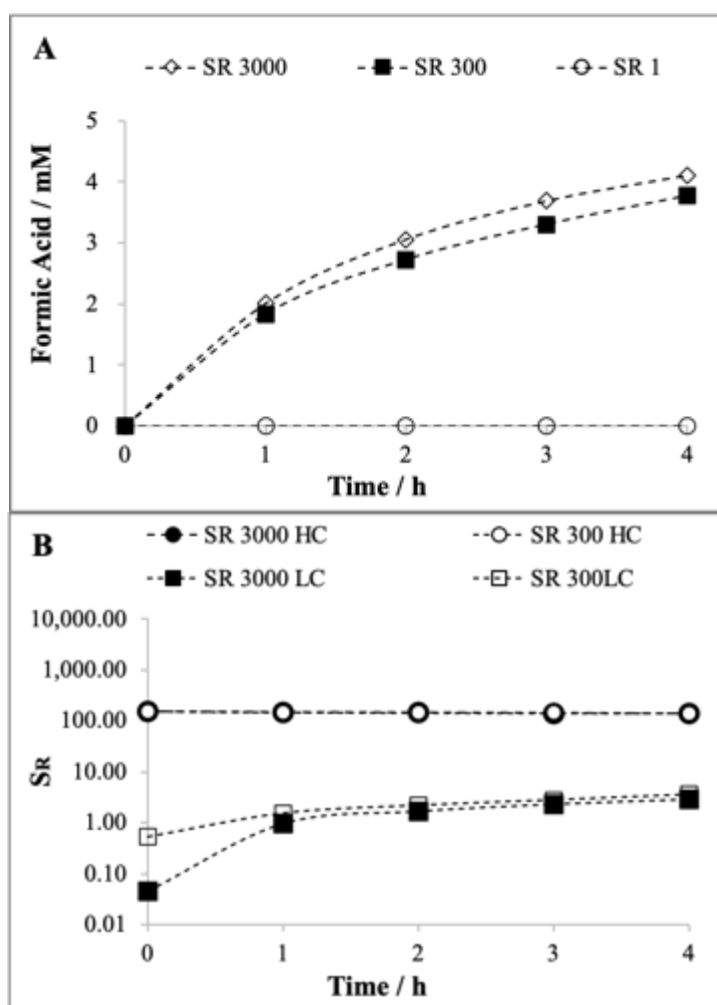 A
SR 3000 SR 300 SR 1
Formic Acid / mM
5
4
3
2
1
0
0 1 2 3 4
Time / h
B
SR 3000 HC SR 300 HC
SR 3000 LC SR 300LC
SR
10,000.00
1,000.00
100.00
10.00
1.00
0.10
0.01
0 1 2 3 4
Time / h